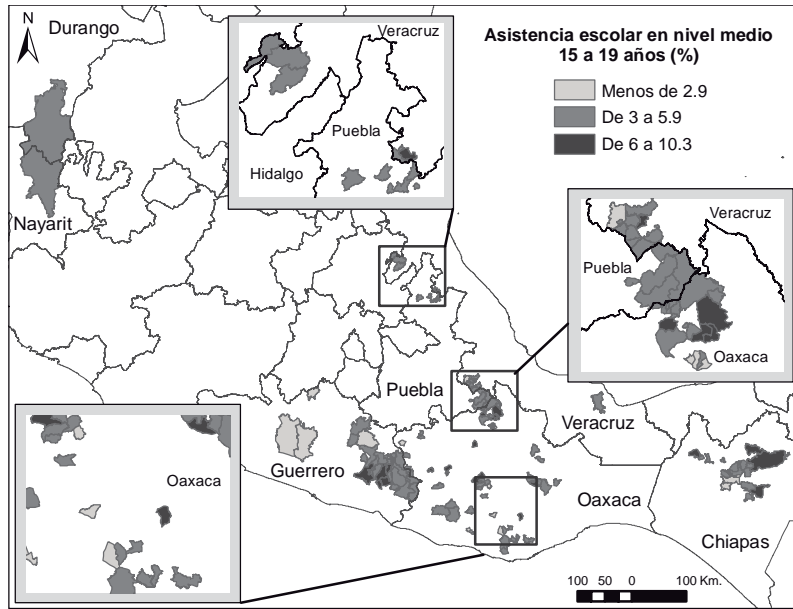 N
Durango
Nayarit
Veracruz
Puebla
Hidalgo
Asistencia escolar en nivel medio
15 a 19 años (%)
Menos de 2.9
De 3 a 5.9
De 6 a 10.3
Veracruz
Puebla
Oaxaca
Puebla
Veracruz
Guerrero
Oaxaca
Chiapas
Oaxaca
100 50 0 100 Km.